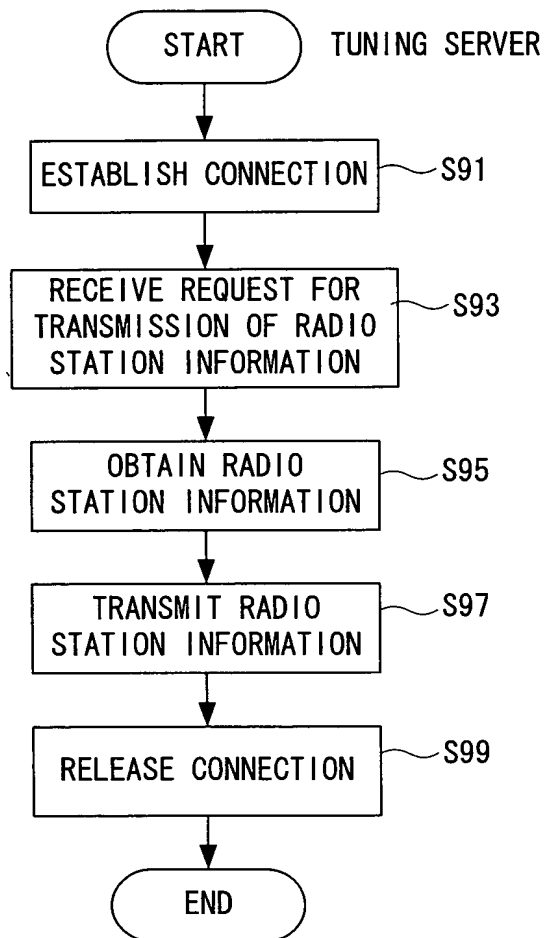 START
TUNING SERVER
ESTABLISH CONNECTION
S91
RECEIVE REQUEST FOR
TRANSMISSION OF RADIO
STATION INFORMATION
S93
OBTAIN RADIO
STATION INFORMATION
S95
TRANSMIT RADIO
STATION INFORMATION
S97
RELEASE CONNECTION
S99
END